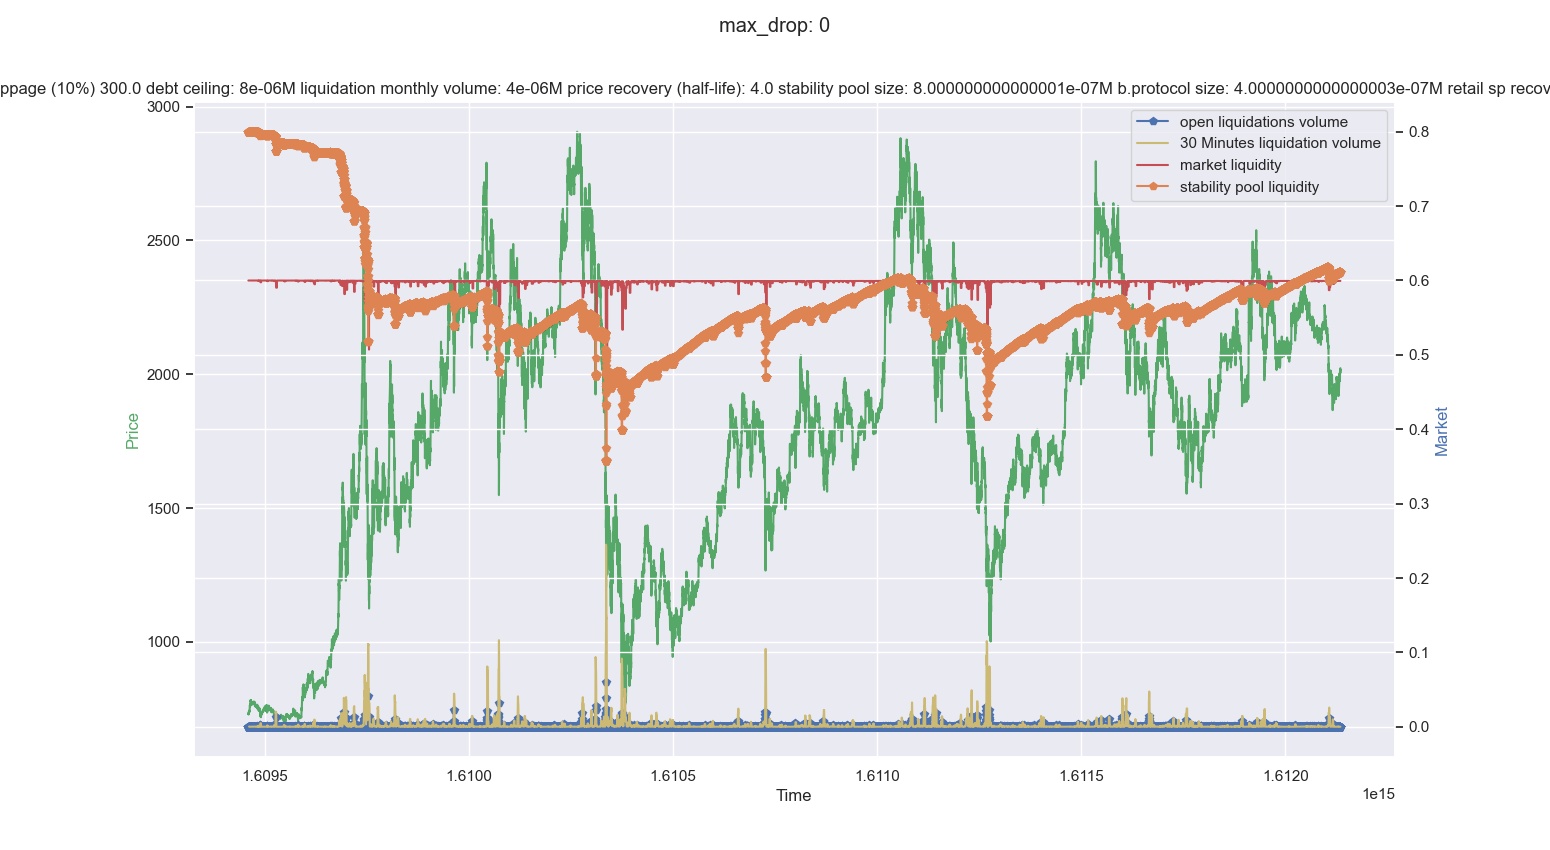 max_drop: 0
ppage (10%) 300.0 debt ceiling: 8e-06M liquidation monthly volume: 4e-06M price recovery (half-life): 4.0 stability pool size: 8.000000000000001e-07M b.protocol size: 4.0000000000000003e-07M retail sp recov
3000
2500
2000
1500
1000
Price
open liquidations volume
30 Minutes liquidation volume
market liquidity
stability pool liquidity
0.8
0.7
0.6
0.5
0.4
0.3
0.2
0.1
0.0
Market
1.6095 1.6100 1.6105 1.6110 1.6115 1.6120
Time
1e15